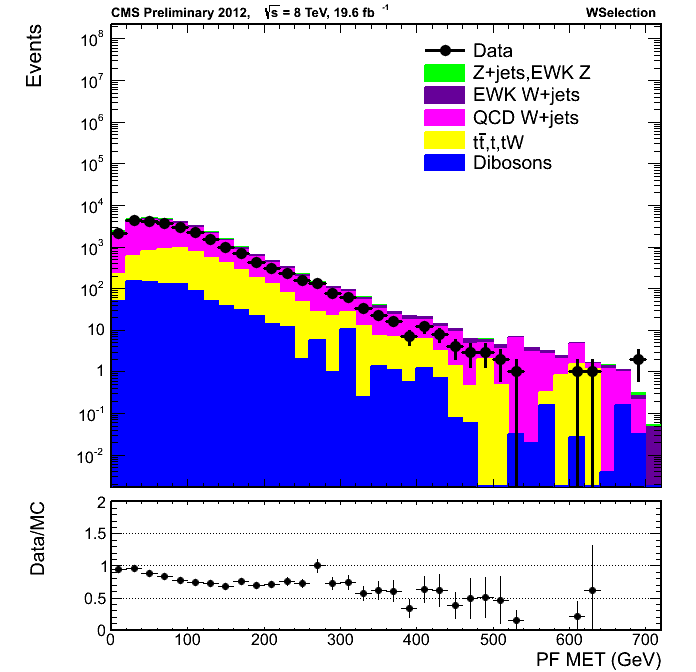 CMS Preliminary 2012, √s = 8 TeV, 19.6 fb⁻¹ WSelection
Events
10⁸
10⁷
10⁶
10⁵
10⁴
10³
10²
10
1
10⁻¹
10⁻²
Data
Z+jets,EWK Z
EWK W+jets
QCD W+jets
tt̄,t,tW
Dibosons
Data/MC
2
1.5
1
0.5
0
0 100 200 300 400 500 600 700
PF MET (GeV)